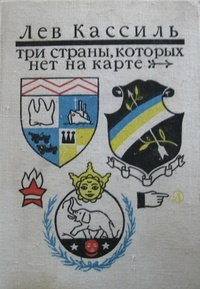 Лев Кассиль
три страны, которых
нет на карте